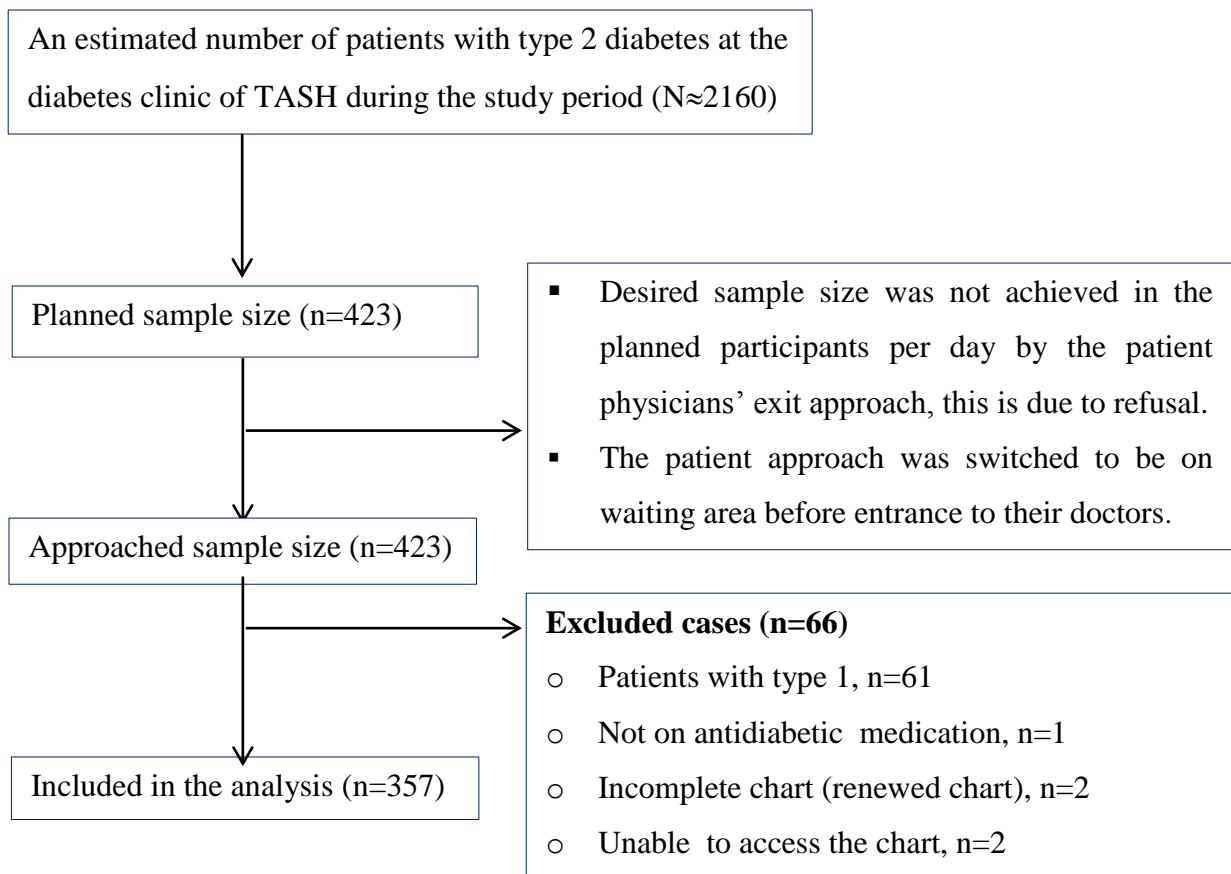 An estimated number of patients with type 2 diabetes at the
diabetes clinic of TASH during the study period (N≈2160)
Planned sample size (n=423)
▪ Desired sample size was not achieved in the
planned participants per day by the patient
physicians’ exit approach, this is due to refusal.
▪ The patient approach was switched to be on
waiting area before entrance to their doctors.
Approached sample size (n=423)
Excluded cases (n=66)
o Patients with type 1, n=61
o Not on antidiabetic medication, n=1
o Incomplete chart (renewed chart), n=2
o Unable to access the chart, n=2
Included in the analysis (n=357)